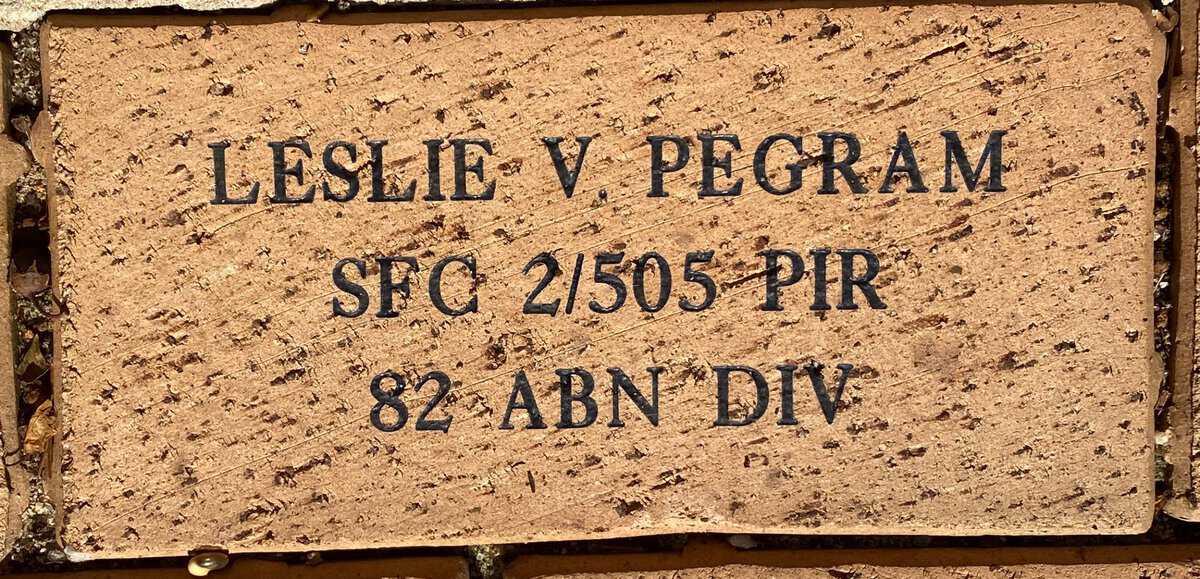 LESLIE V. PEGRAM
SFC 2/505 PIR
82 ABN DIV